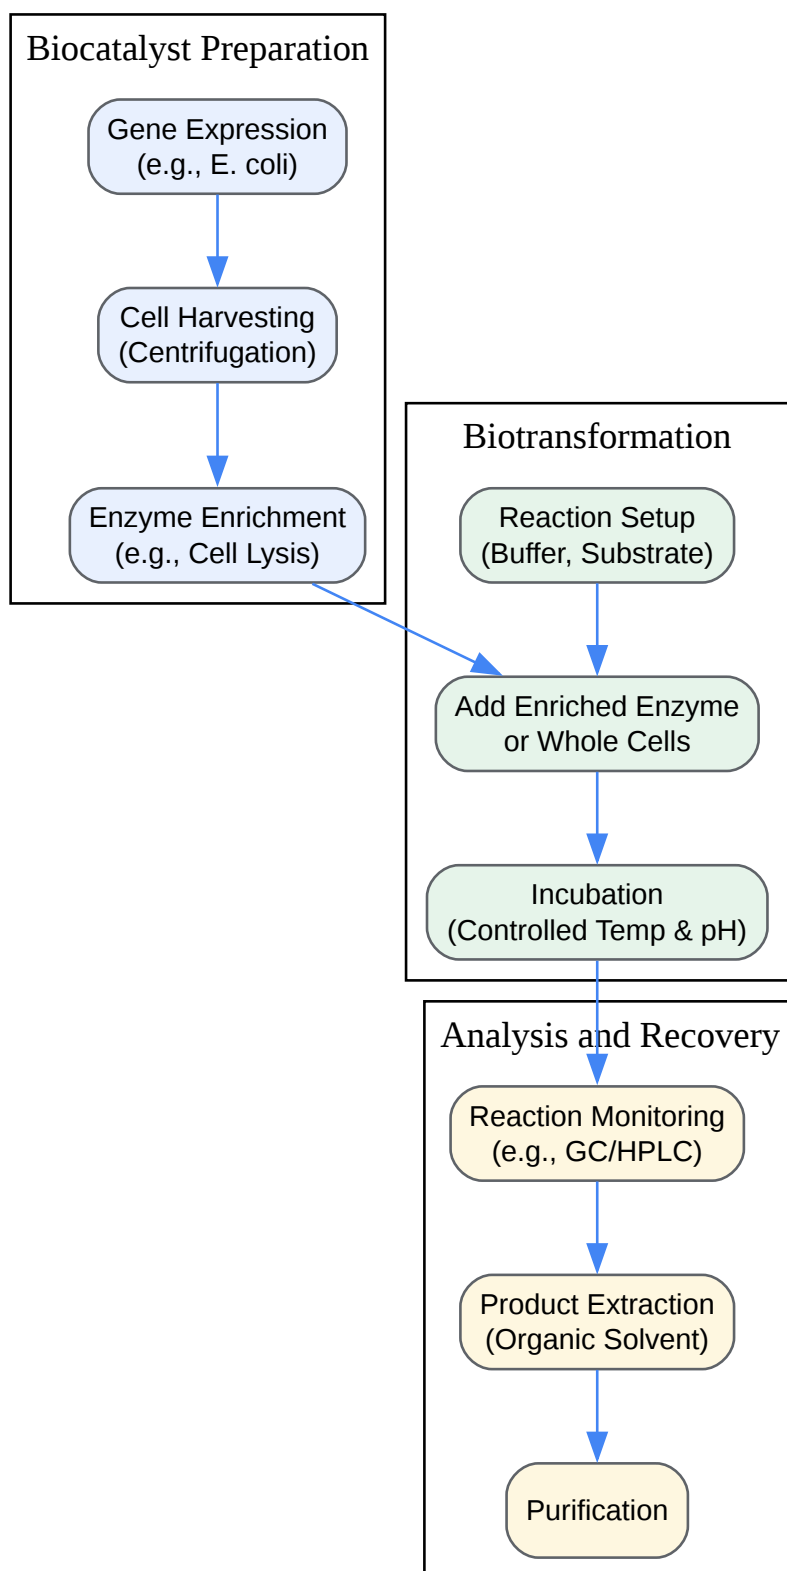 Biocatalyst Preparation
Gene Expression
(e.g., E. coli)
Cell Harvesting
(Centrifugation)
Enzyme Enrichment
(e.g., Cell Lysis)
Biotransformation
Reaction Setup
(Buffer, Substrate)
Add Enriched Enzyme
or Whole Cells
Incubation
(Controlled Temp & pH)
Analysis and Recovery
Reaction Monitoring
(e.g., GC/HPLC)
Product Extraction
(Organic Solvent)
Purification